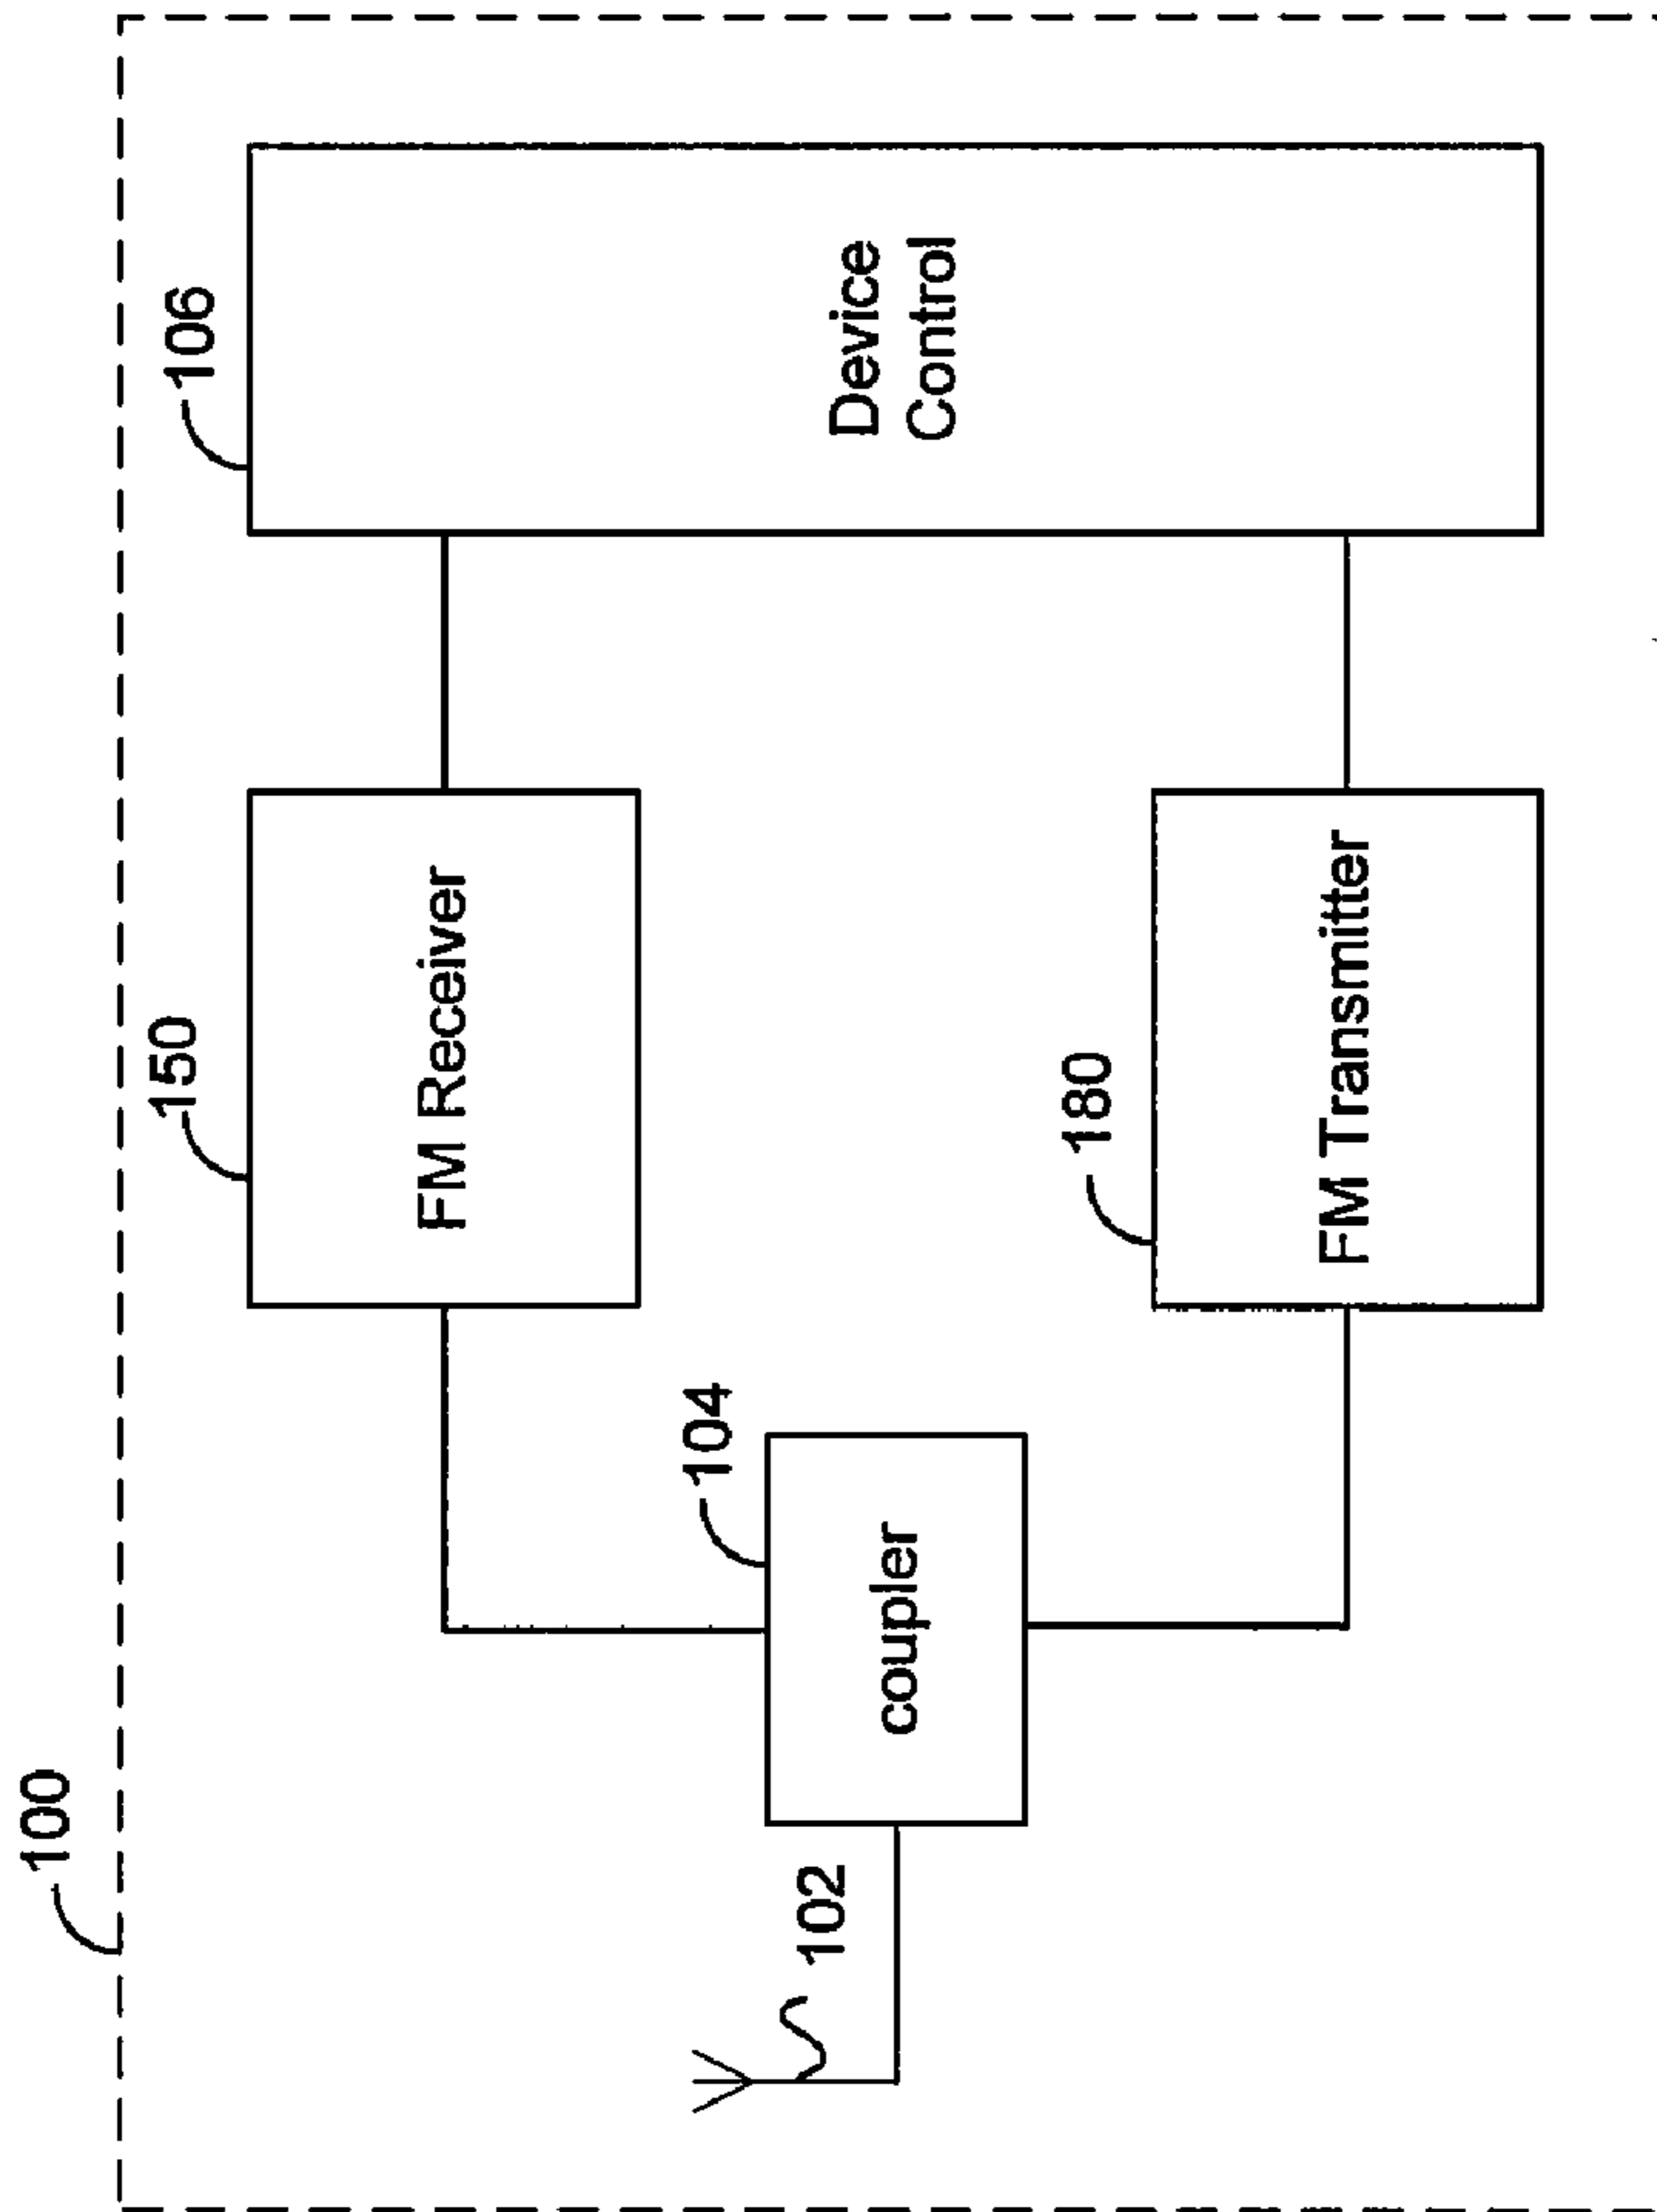 100
102
104
coupler
150
FM Receiver
180
FM Transmitter
106
Device
Control